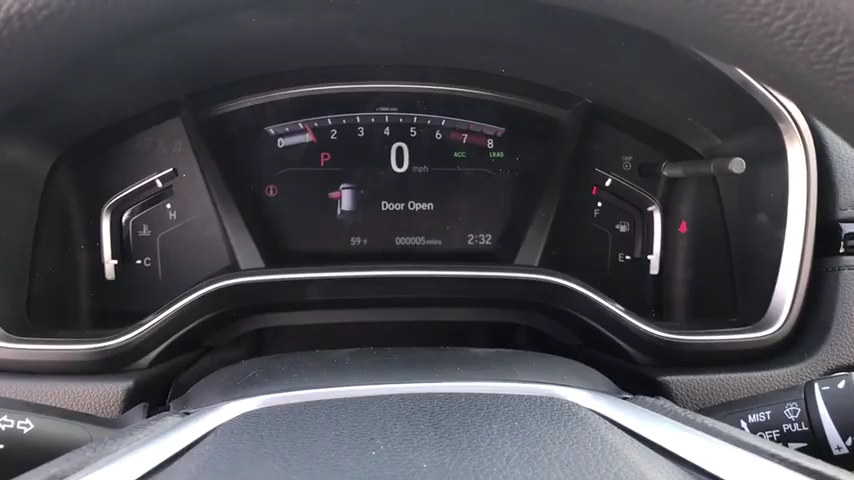 0 1 2 3 4 5 6 7 8
P 0 mph ACC LKAS
H F
Door Open
C E
59°F 000005 miles 2:32
MIST
OFF PULL